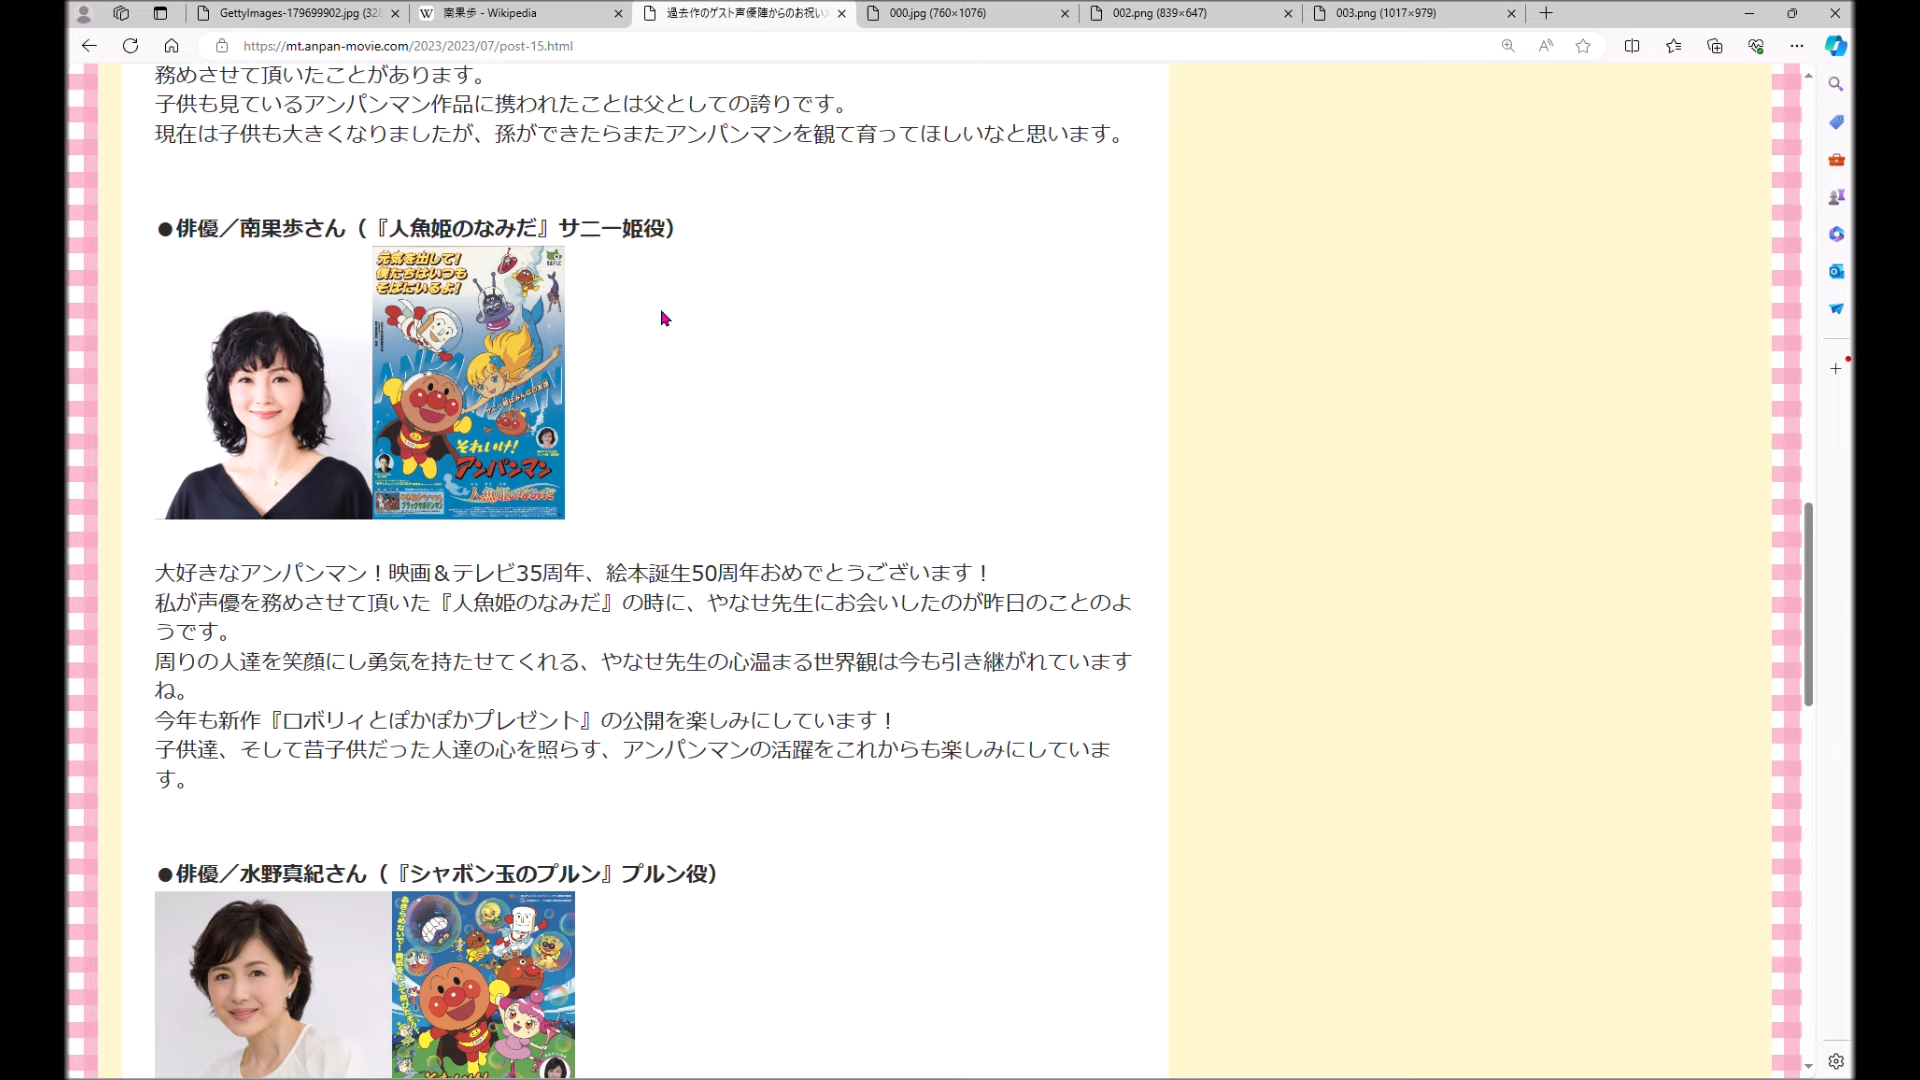 GettyImages-179699902.jpg (328
南果歩 - Wikipedia
過去作のゲスト声優陣からのお祝い
000.jpg (760×1076)
002.png (839×647)
003.png (1017×979)
https://mt.anpan-movie.com/2023/2023/07/post-15.html
務めさせて頂いたことがあります。
子供も見ているアンパンマン作品に携われたことは父としての誇りです。
現在は子供も大きくなりましたが、孫ができたらまたアンパンマンを観て育ってほしいなと思います。
●俳優／南果歩さん（『人魚姫のなみだ』サニー姫役）
元気を出して！
僕たちはいつも
そばにいるよ！
それいけ！
アンパンマン
人魚姫のなみだ
大好きなアンパンマン！映画＆テレビ35周年、絵本誕生50周年おめでとうございます！
私が声優を務めさせて頂いた『人魚姫のなみだ』の時に、やなせ先生にお会いしたのが昨日のことのよ
うです。
周りの人達を笑顔にし勇気を持たせてくれる、やなせ先生の心温まる世界観は今も引き継がれています
ね。
今年も新作『ロボリィとぽかぽかプレゼント』の公開を楽しみにしています！
子供達、そして昔子供だった人達の心を照らす、アンパンマンの活躍をこれからも楽しみにしていま
す。
●俳優／水野真紀さん（『シャボン玉のプルン』プルン役）